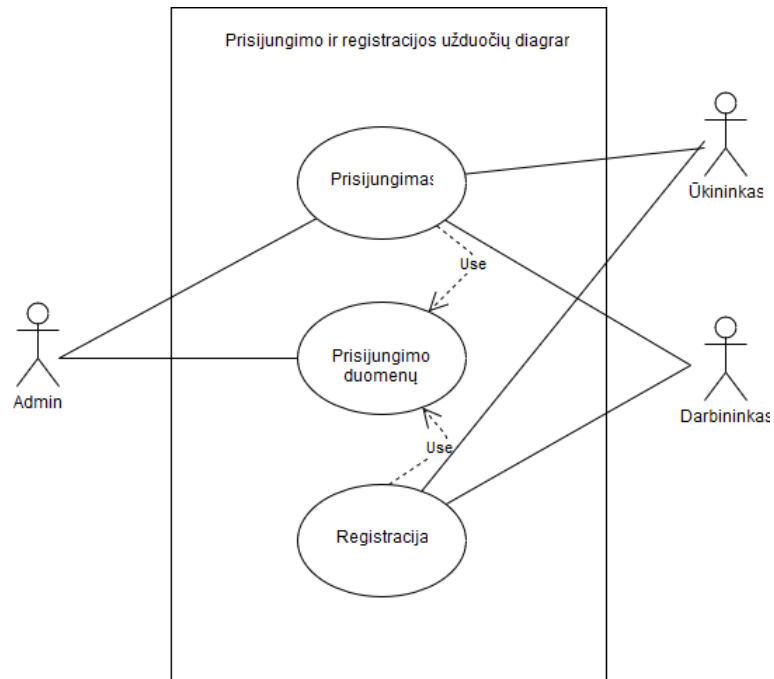 Prisijungimo ir registracijos užduočių diagrar
Prisijungimas
Ūkininkas
Use
Prisijungimo
duomenų
Admin
Darbininkas
Use
Registracija